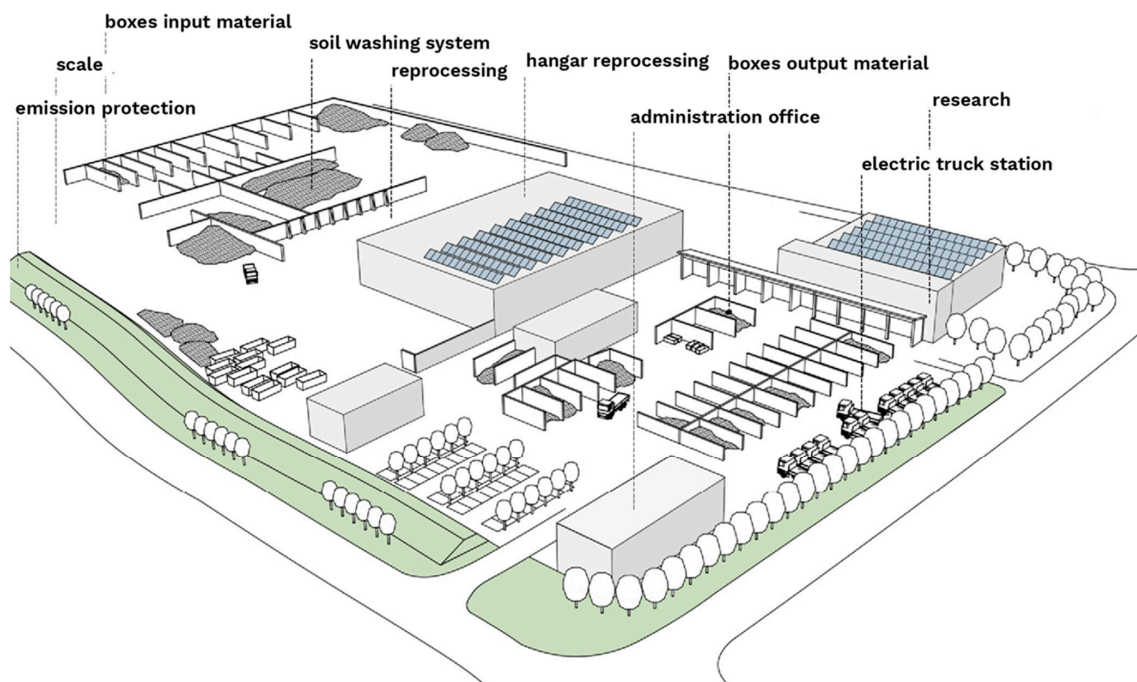 boxes input material
soil washing system
scale
reprocessing
hangar reprocessing
boxes output material
emission protection
administration office
research
electric truck station